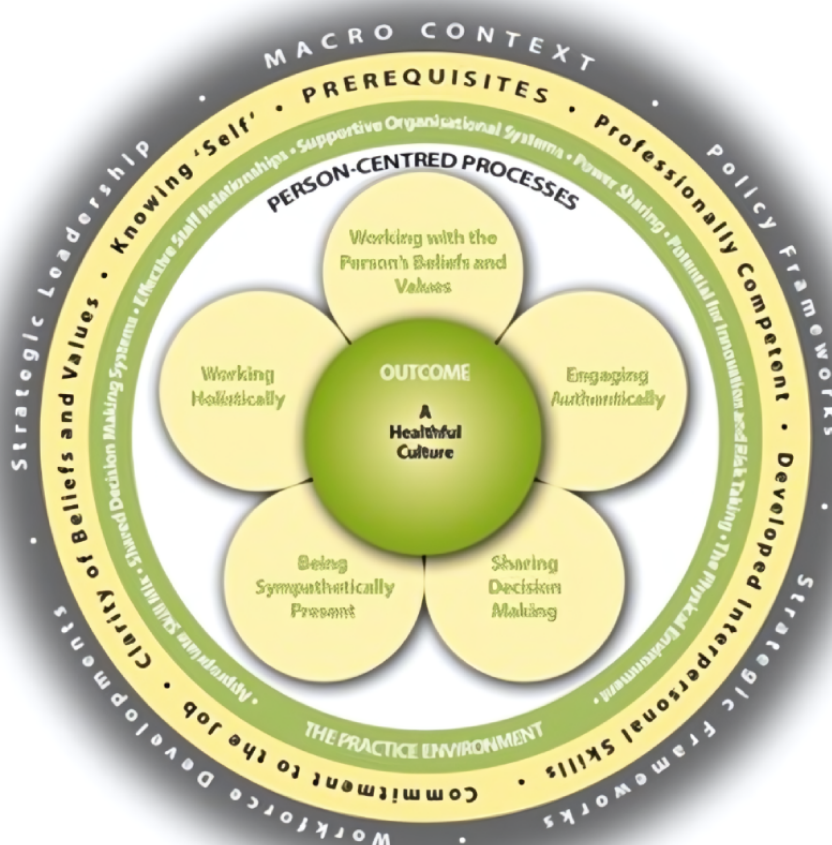 MACRO CONTEXT
Policy Frameworks
Strategic Frameworks
Workforce Developments
Strategic Leadership
PREREQUISITES • Professionally Competent • Developed Interpersonal Skills • Commitment to the Job • Clarity of Beliefs and Values • Knowing 'Self' •
THE PRACTICE ENVIRONMENT
• Appropriate Skill Mix • Shared Decision Making Systems • Effective Staff Relationships • Supportive Organisational Systems • Power Sharing • Potential for Innovation and Risk Taking • The Physical Environment •
PERSON-CENTRED PROCESSES
Working with the
Person's Beliefs and
Values
Engaging
Authentically
Sharing
Decision
Making
Being
Sympathetically
Present
Working
Holistically
OUTCOME
A
Healthful
Culture